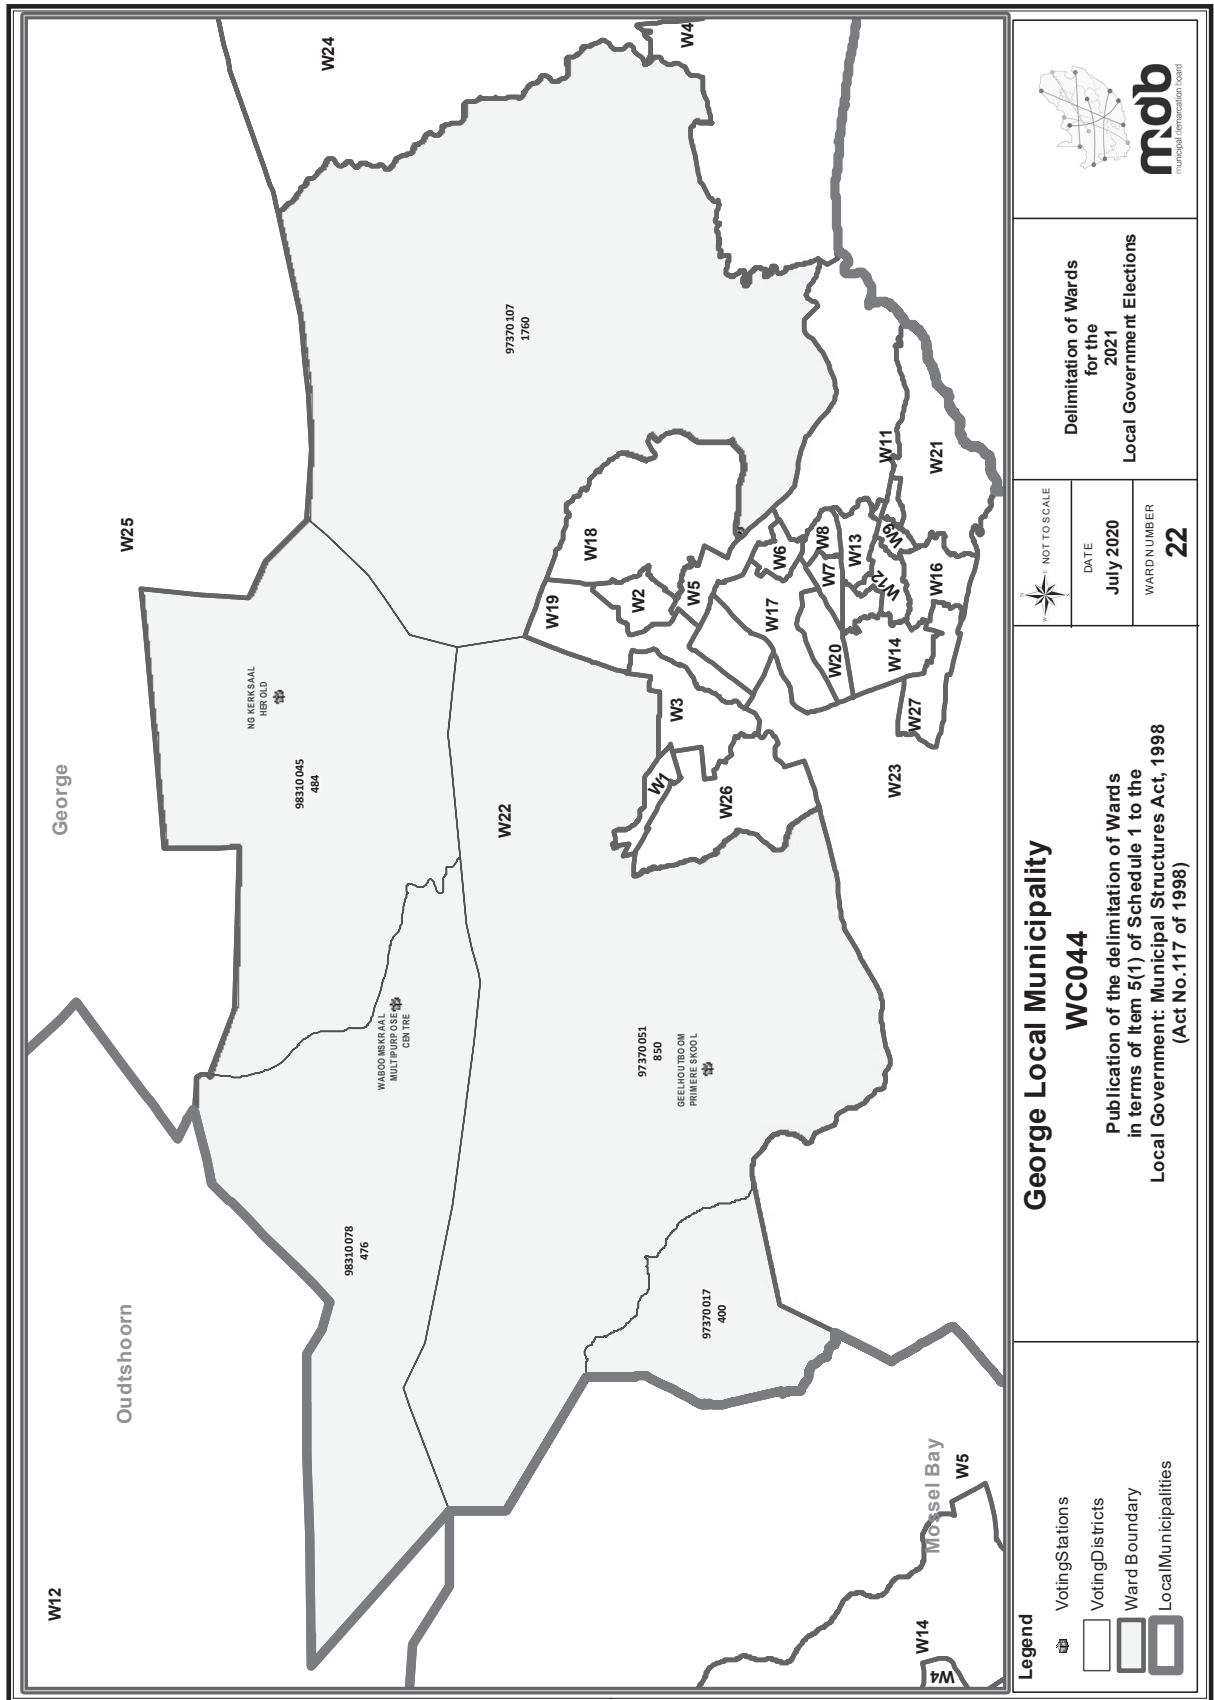 W24
W4
W25
George
Oudtshoorn
W12
97370107
1760
NG KERKSAAL
HEROLD
98310045
484
W22
WABOOMSKRAAL
MULTIPURPOSE
CENTRE
98310078
476
97370051
850
GEELHOUTBOOM
PRIMERE SKOOL
97370017
400
W18
W19
W2
W5
W6
W8
W7
W13
W11
W21
W9
W12
W16
W17
W20
W14
W27
W3
W1
W26
W23
Mossel Bay
W5
W14
W4
Legend
VotingStations
VotingDistricts
Ward Boundary
LocalMunicipalities
George Local Municipality
WC044
Publication of the delimitation of Wards
in terms of Item 5(1) of Schedule 1 to the
Local Government: Municipal Structures Act, 1998
(Act No.117 of 1998)
N
W
E
S
NOT TO SCALE
DATE
July 2020
WARD NUMBER
22
Delimitation of Wards
for the
2021
Local Government Elections
mdb
municipal demarcation board